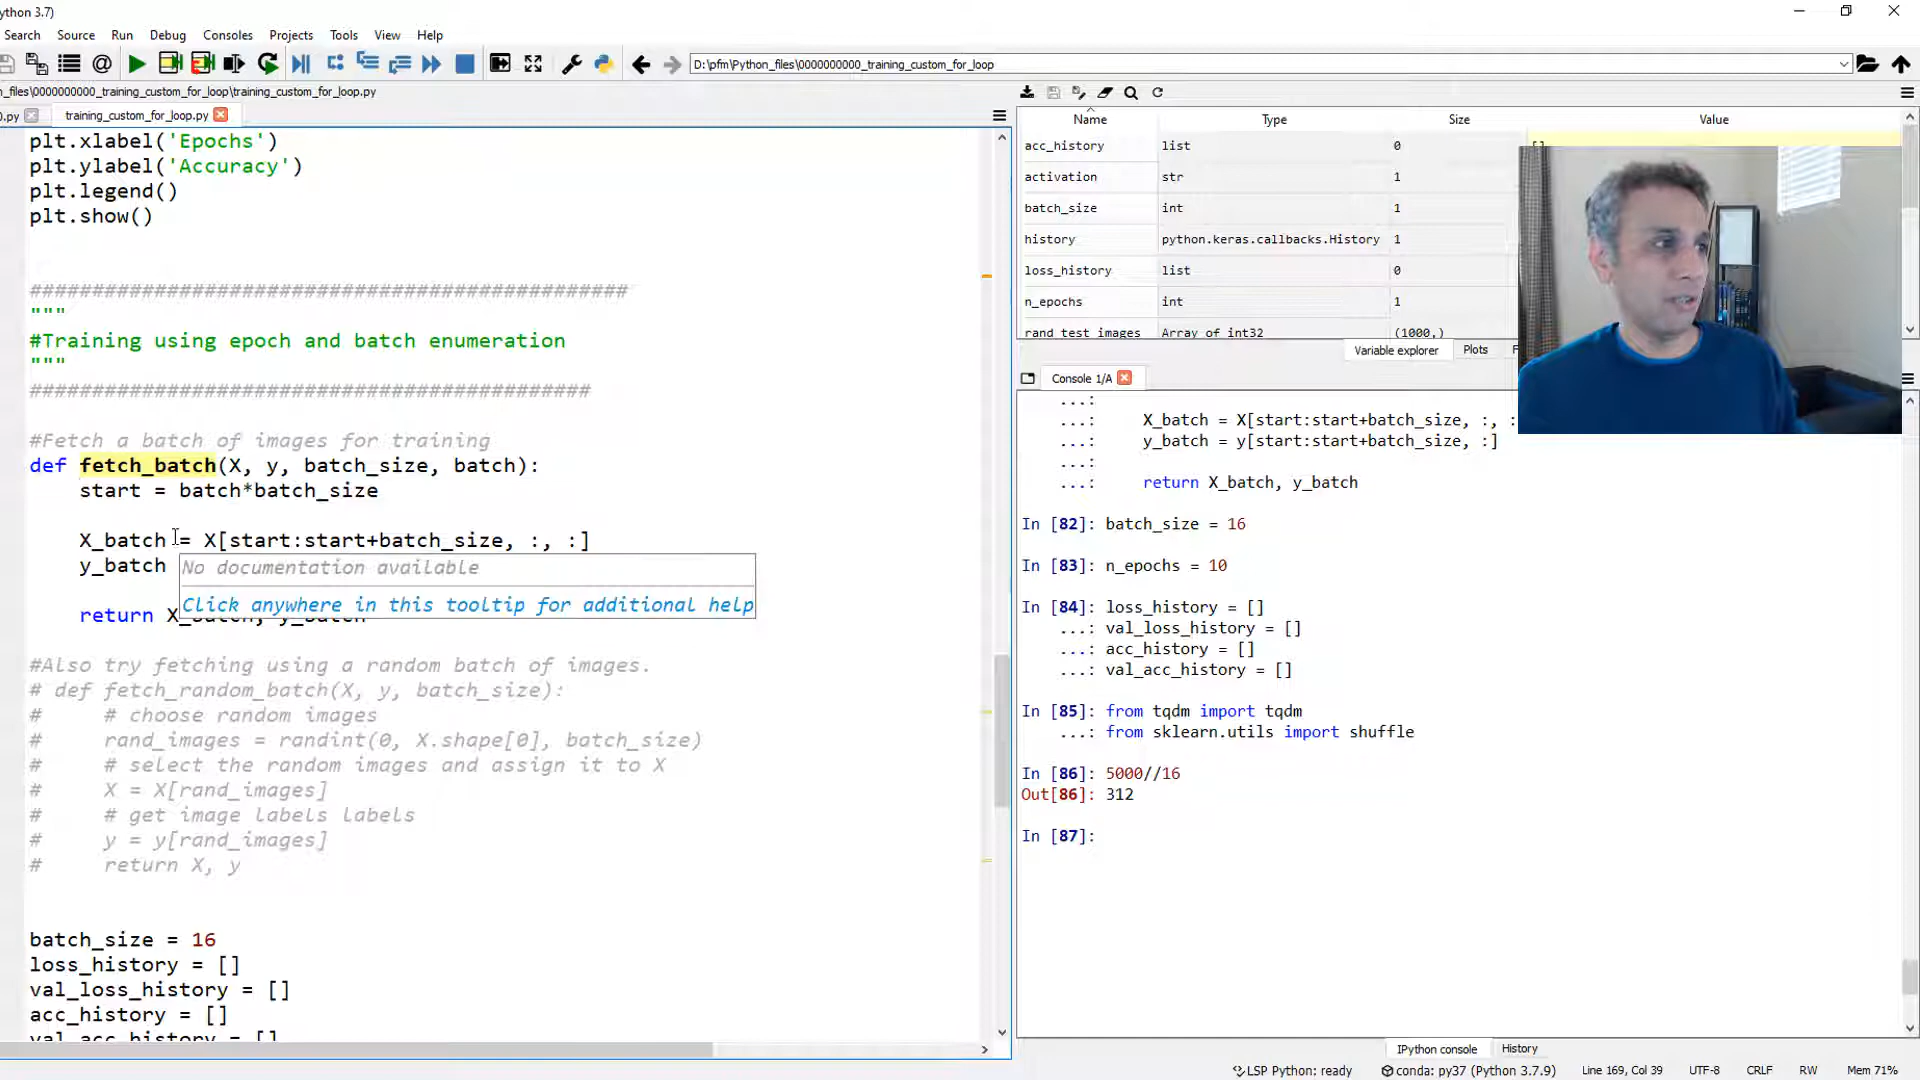 ython 3.7)
Search Source Run Debug Consoles Projects Tools View Help
D:\pfm\Python_files\0000000000_training_custom_for_loop
n_files\0000000000_training_custom_for_loop\training_custom_for_loop.py
0.py training_custom_for_loop.py
plt.xlabel('Epochs')
plt.ylabel('Accuracy')
plt.legend()
plt.show()
##################################################
"""
#Training using epoch and batch enumeration
"""
###############################################
#Fetch a batch of images for training
def fetch_batch(X, y, batch_size, batch):
start = batch*batch_size
X_batch = X[start:start+batch_size, :, :]
y_batch
No documentation available
Click anywhere in this tooltip for additional help
return X_batch, y_batch
#Also try fetching using a random batch of images.
# def fetch_random_batch(X, y, batch_size):
# # choose random images
# rand_images = randint(0, X.shape[0], batch_size)
# # select the random images and assign it to X
# X = X[rand_images]
# # get image labels labels
# y = y[rand_images]
# return X, y
batch_size = 16
loss_history = []
val_loss_history = []
acc_history = []
val_acc_history = []
Name Type Size Value
acc_history list 0 []
activation str 1
batch_size int 1
history python.keras.callbacks.History 1
loss_history list 0
n_epochs int 1
rand_test_images Array of int32 (1000,)
Variable explorer Plots F
Console 1/A
...:
...: X_batch = X[start:start+batch_size, :, :
...: y_batch = y[start:start+batch_size, :]
...:
...: return X_batch, y_batch
In [82]: batch_size = 16
In [83]: n_epochs = 10
In [84]: loss_history = []
...: val_loss_history = []
...: acc_history = []
...: val_acc_history = []
In [85]: from tqdm import tqdm
...: from sklearn.utils import shuffle
In [86]: 5000//16
Out[86]: 312
In [87]:
IPython console History
LSP Python: ready conda: py37 (Python 3.7.9) Line 169, Col 39 UTF-8 CRLF RW Mem 71%